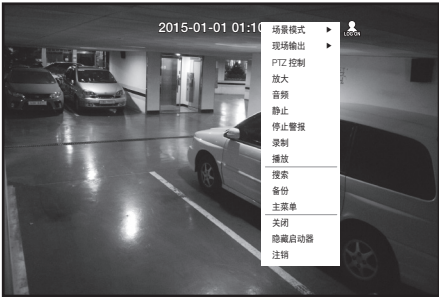 2015-01-01 01:10
LOG ON
场景模式
现场输出
PTZ 控制
放大
音频
静止
停止警报
录制
播放
搜索
备份
主菜单
关闭
隐藏启动器
注销